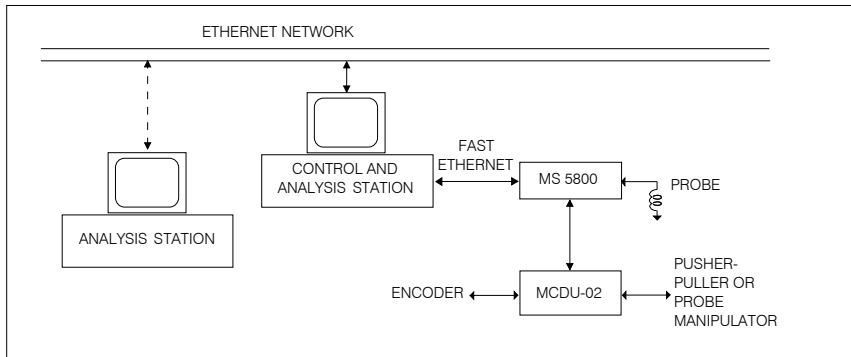 ETHERNET NETWORK
FAST
ETHERNET
CONTROL AND
ANALYSIS STATION
MS 5800
PROBE
ANALYSIS STATION
ENCODER
MCDU-02
PUSHER-
PULLER OR
PROBE
MANIPULATOR